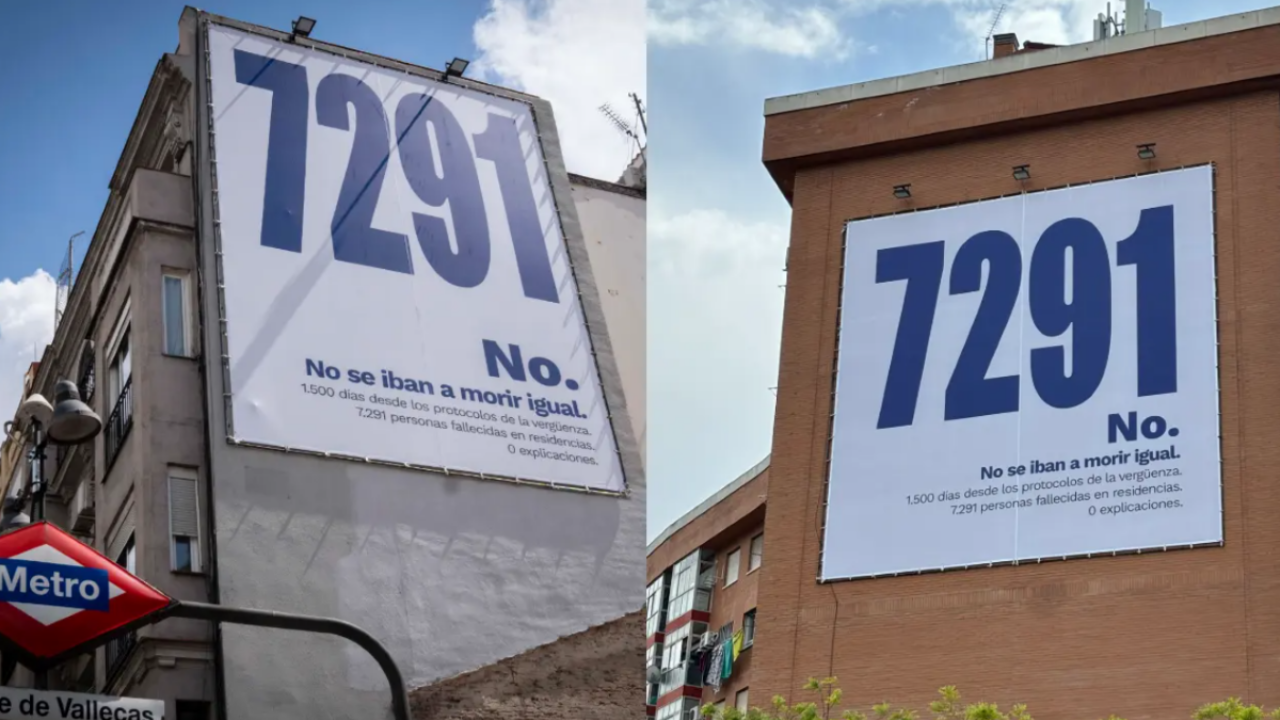 7291
No.
No se iban a morir igual.
1.500 días desde los protocolos de la vergüenza.
7.291 personas fallecidas en residencias.
0 explicaciones.
Metro
e de Vallecas
7291
No.
No se iban a morir igual.
1.500 días desde los protocolos de la vergüenza.
7.291 personas fallecidas en residencias.
0 explicaciones.